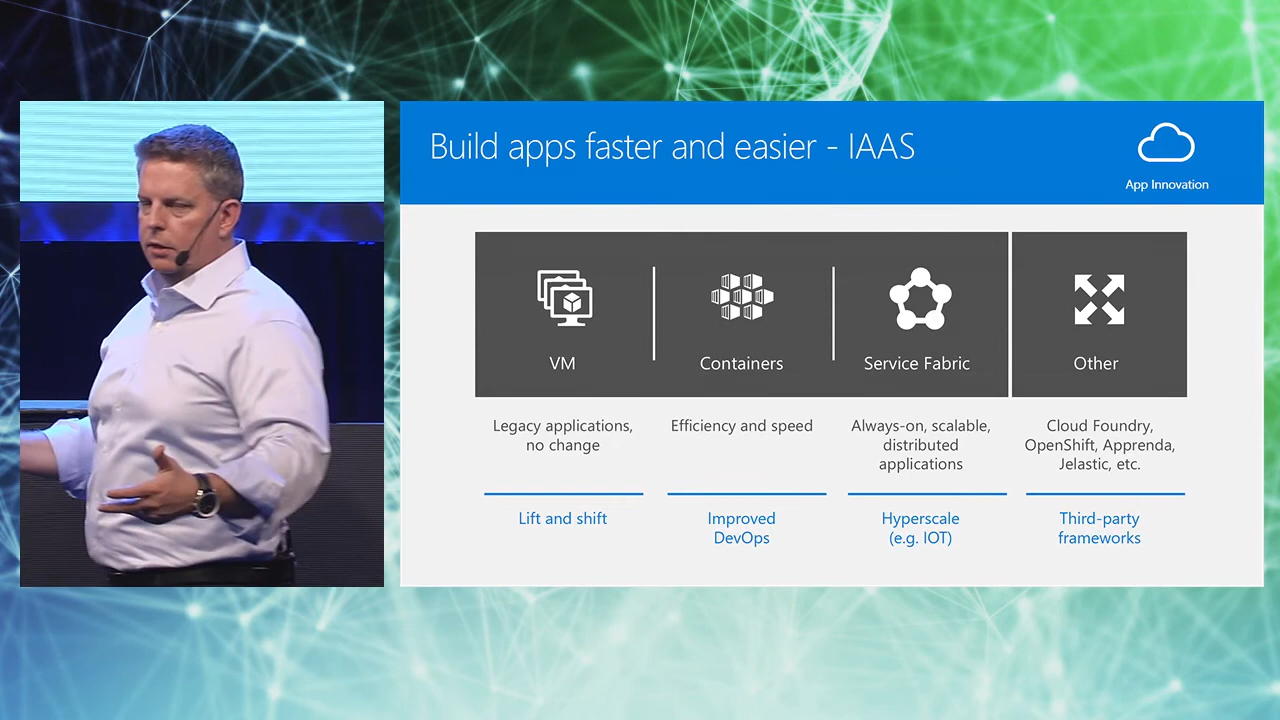 Build apps faster and easier - IAAS
App Innovation
VM
Containers
Service Fabric
Other
Legacy applications,
no change
Efficiency and speed
Always-on, scalable,
distributed
applications
Cloud Foundry,
OpenShift, Apprenda,
Jelastic, etc.
Lift and shift
Improved
DevOps
Hyperscale
(e.g. IOT)
Third-party
frameworks